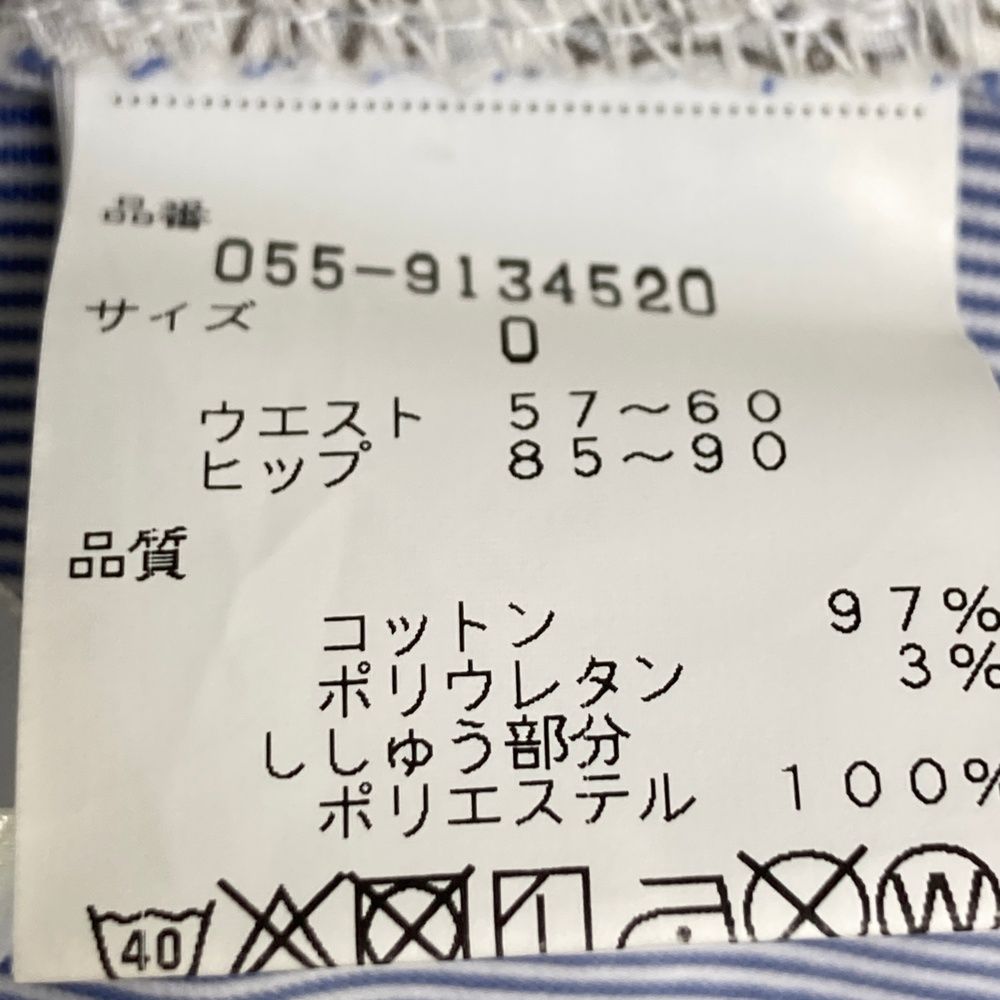 品番
055-9134520
サイズ
0
ウエスト 57～60
ヒップ 85～90
品質
コットン 97%
ポリウレタン 3%
ししゅう部分
ポリエステル 100%
40
W